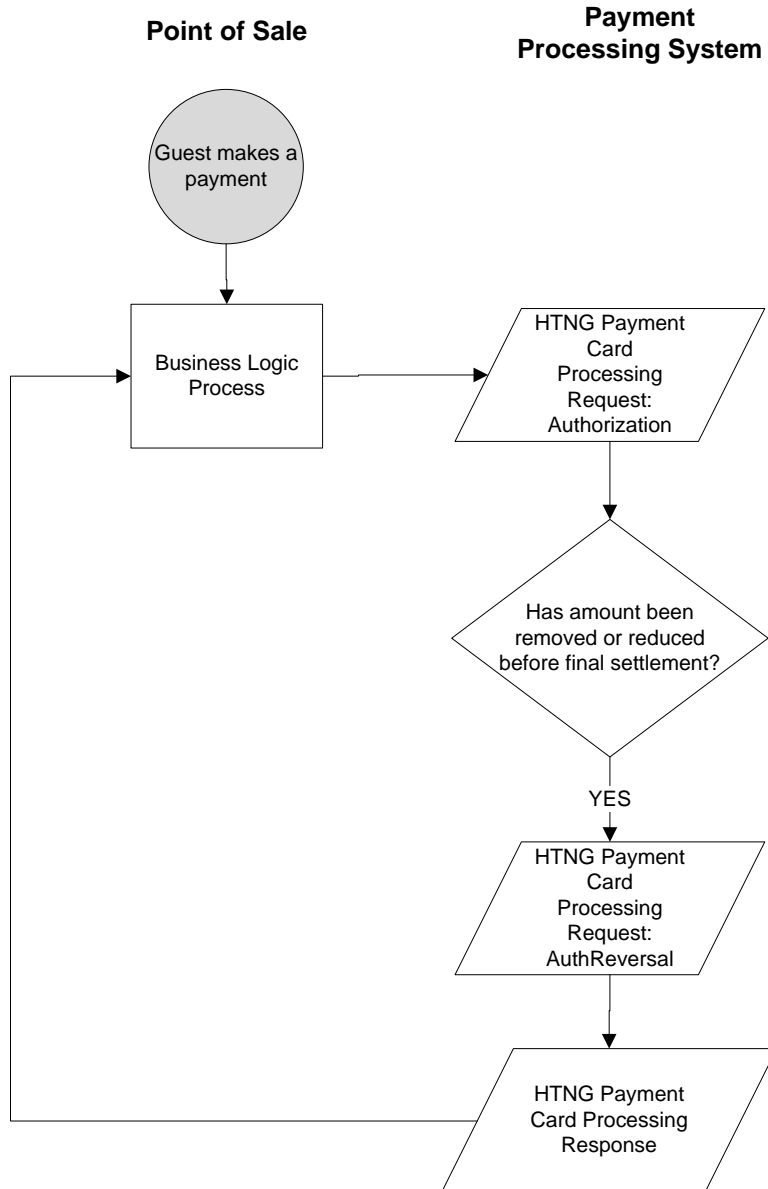 Point of Sale
Payment
Processing System
Guest makes a
payment
Business Logic
Process
HTNG Payment
Card
Processing
Request:
Authorization
Has amount been
removed or reduced
before final settlement?
YES
HTNG Payment
Card
Processing
Request:
AuthReversal
HTNG Payment
Card Processing
Response